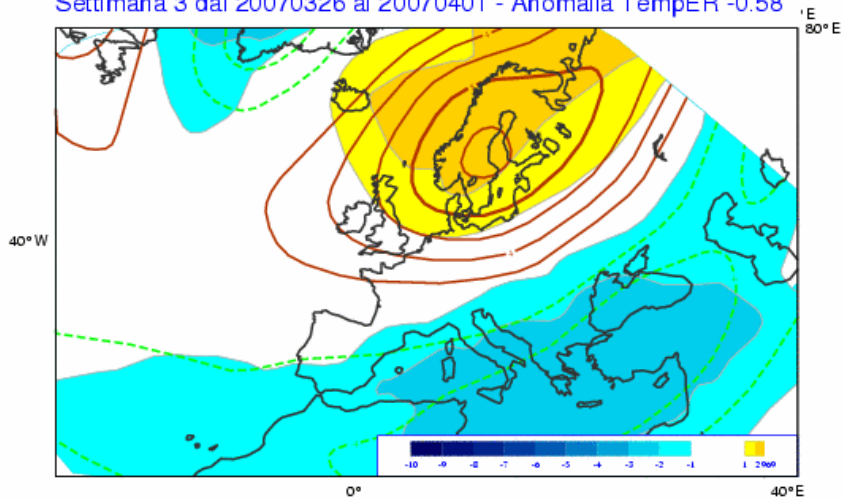 Settimana 3 dal 20070326 al 20070401 - Anomalia TempER -0.58
'E
80° E
40° W
-10 -9 -8 -7 -6 -5 -4 -3 -2 -1 1 2969
0°
40°E